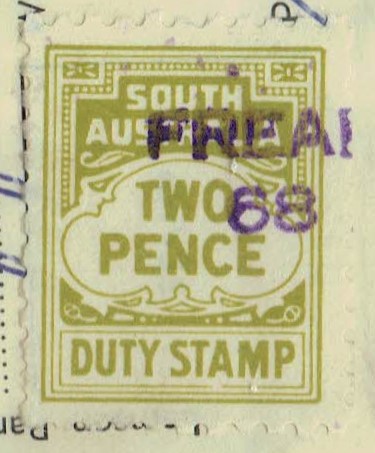 SOUTH
AUSTRALIA
TWO
PENCE
68
DUTY STAMP